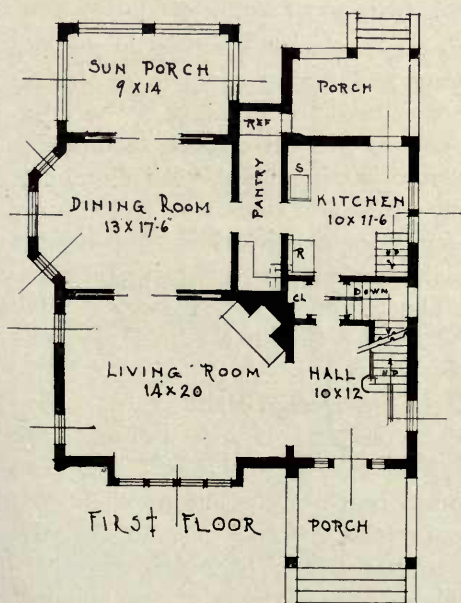 SUN PORCH
9 X 14
PORCH
REF
PANTRY
S
DINING ROOM
13 X 17'-6"
KITCHEN
10 X 11-6
R
UP
CL
DOWN
LIVING ROOM
14' X 20
HALL
10 X 12
UP
FIRST FLOOR
PORCH